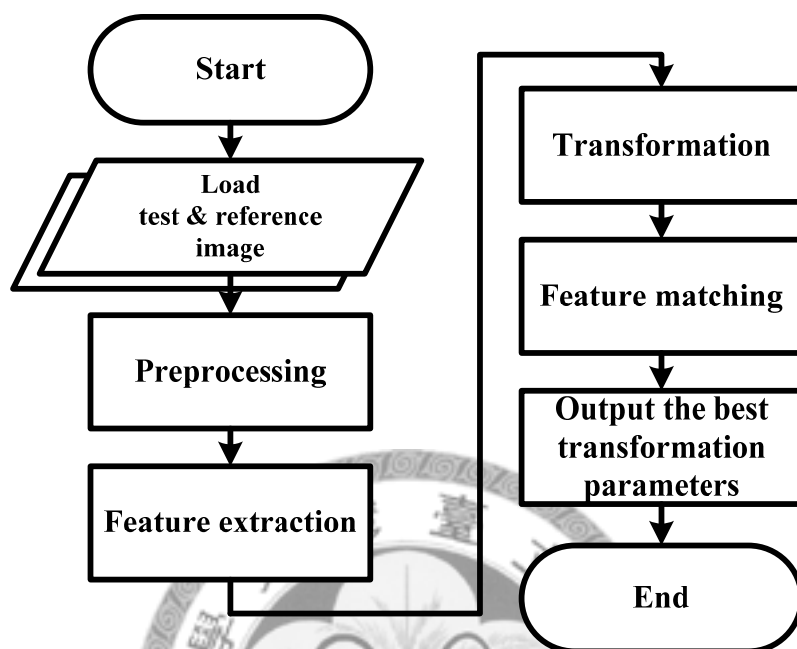 Start
Load
test & reference
image
Preprocessing
Feature extraction
Transformation
Feature matching
Output the best
transformation
parameters
End